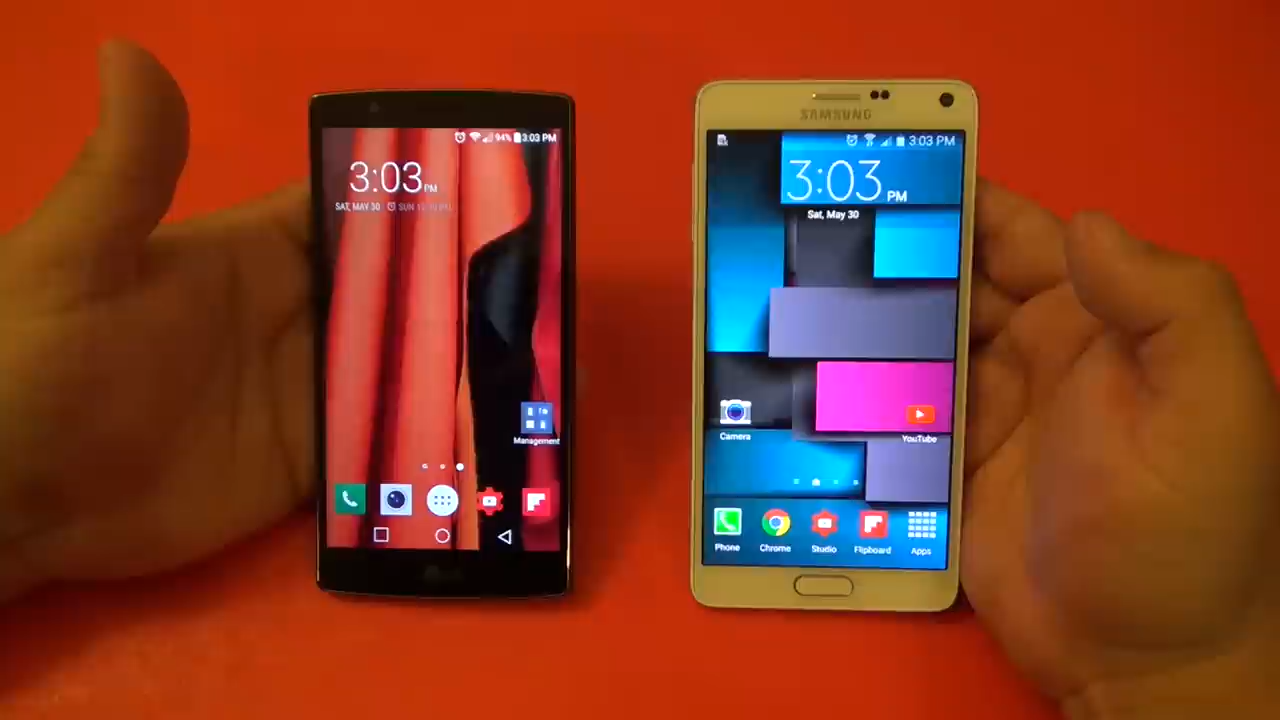 94% 3:03 PM
3:03 PM
SAT, MAY 30
Management
SAMSUNG
3:03 PM
3:03 PM
Sat, May 30
Camera
YouTube
Phone Chrome Studio Flipboard Apps